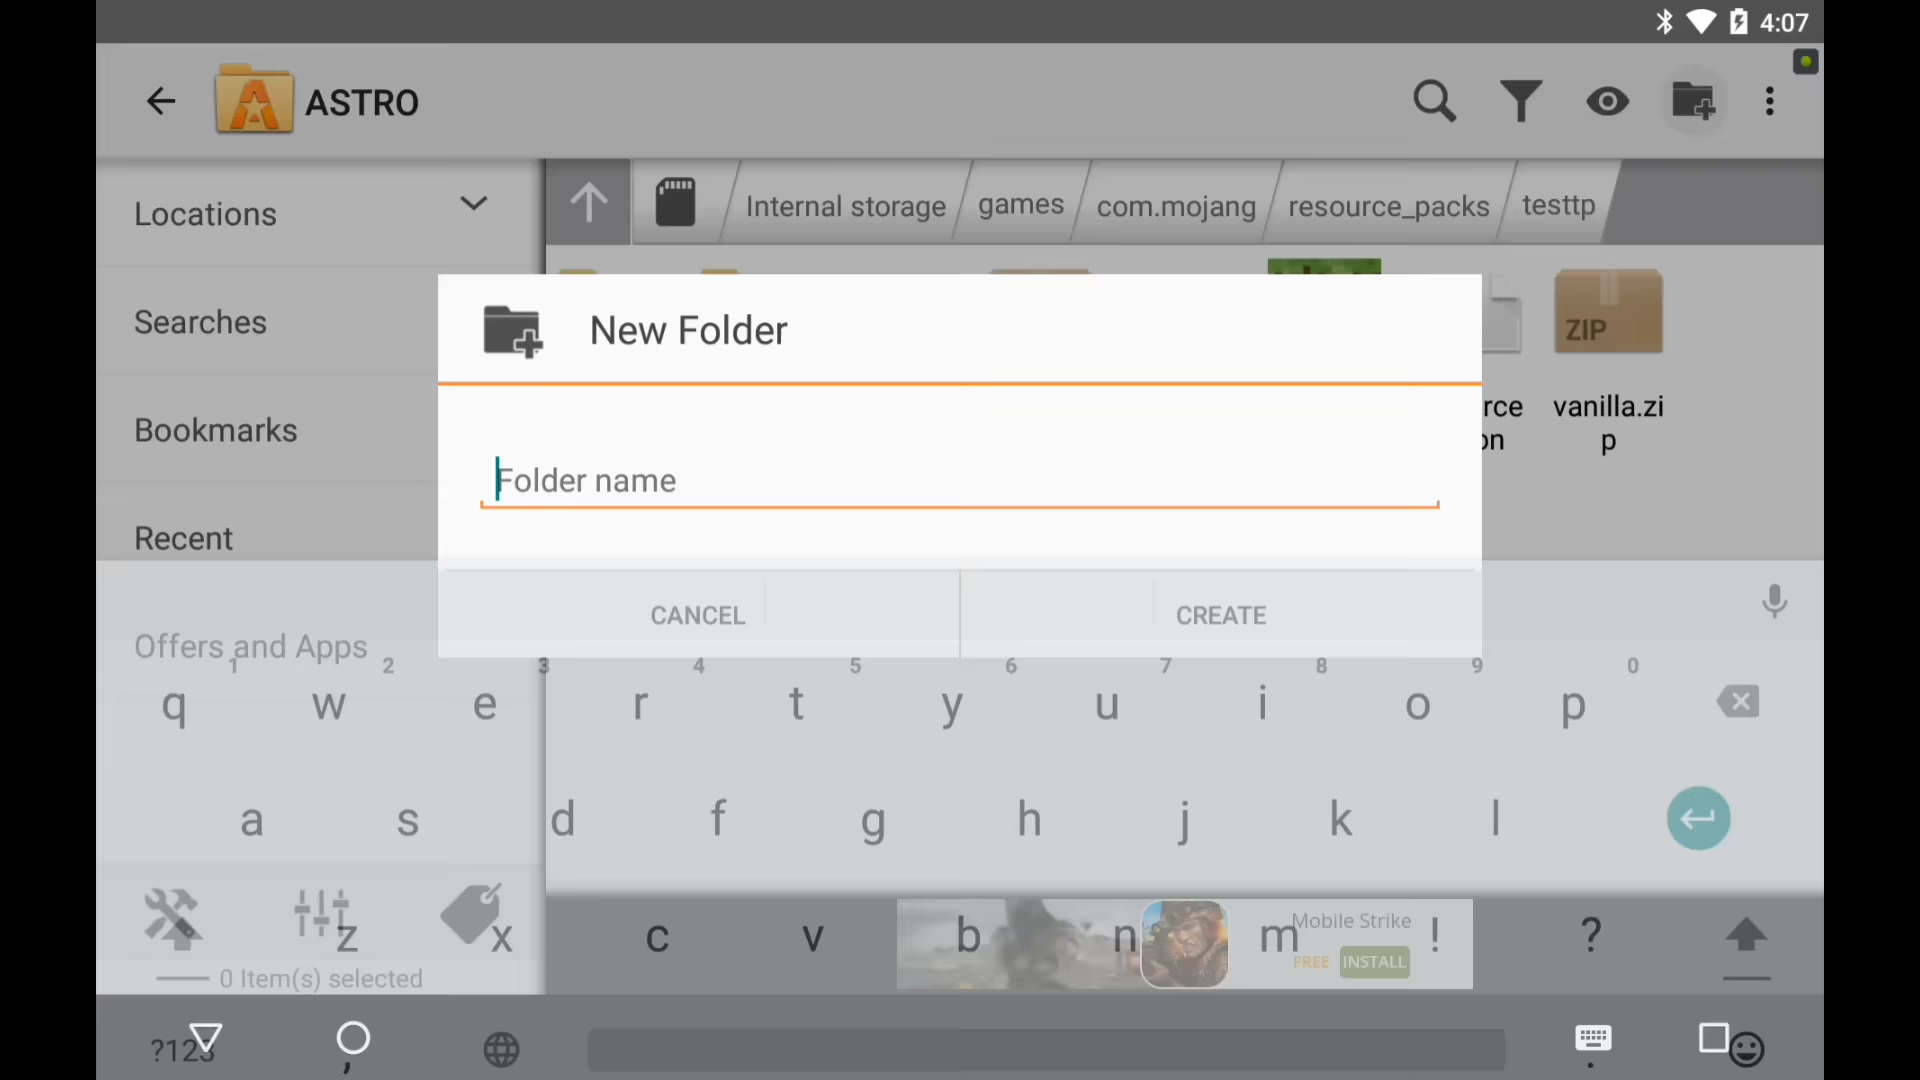 4:07
ASTRO
Locations
Searches
Bookmarks
Recent
Offers and Apps
Internal storage games com.mojang resource_packs testtp
ZIP
rce
on
vanilla.zi
p
New Folder
Folder name
CANCEL CREATE
1 2 3 4 5 6 7 8 9 0
q w e r t y u i o p
a s d f g h j k l
z x c v b n m ! ?
Mobile Strike
FREE INSTALL
0 Item(s) selected
?123 , .